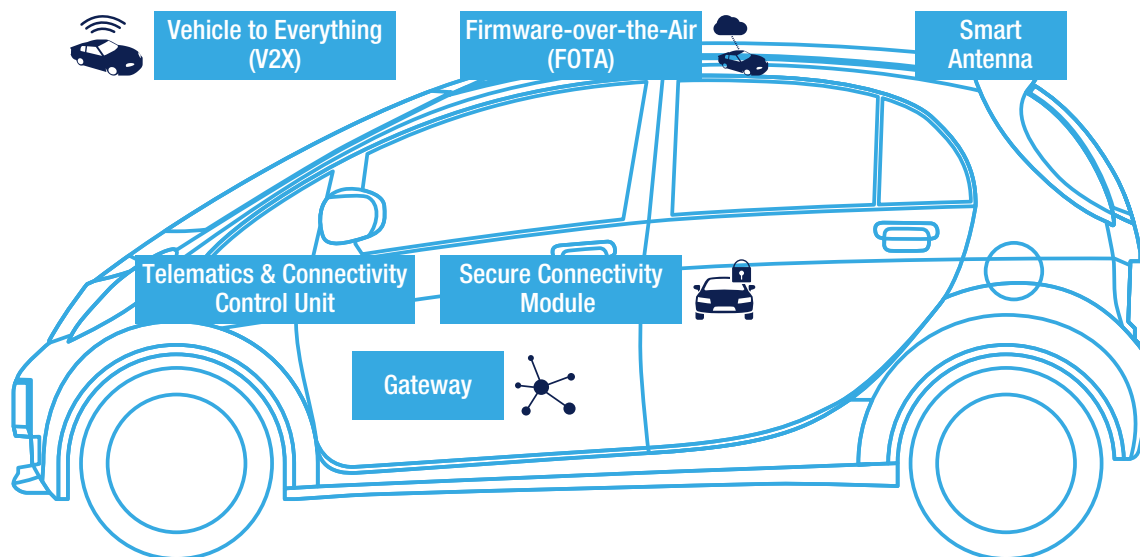 Vehicle to Everything
(V2X)
Firmware-over-the-Air
(FOTA)
Smart
Antenna
Telematics & Connectivity
Control Unit
Secure Connectivity
Module
Gateway